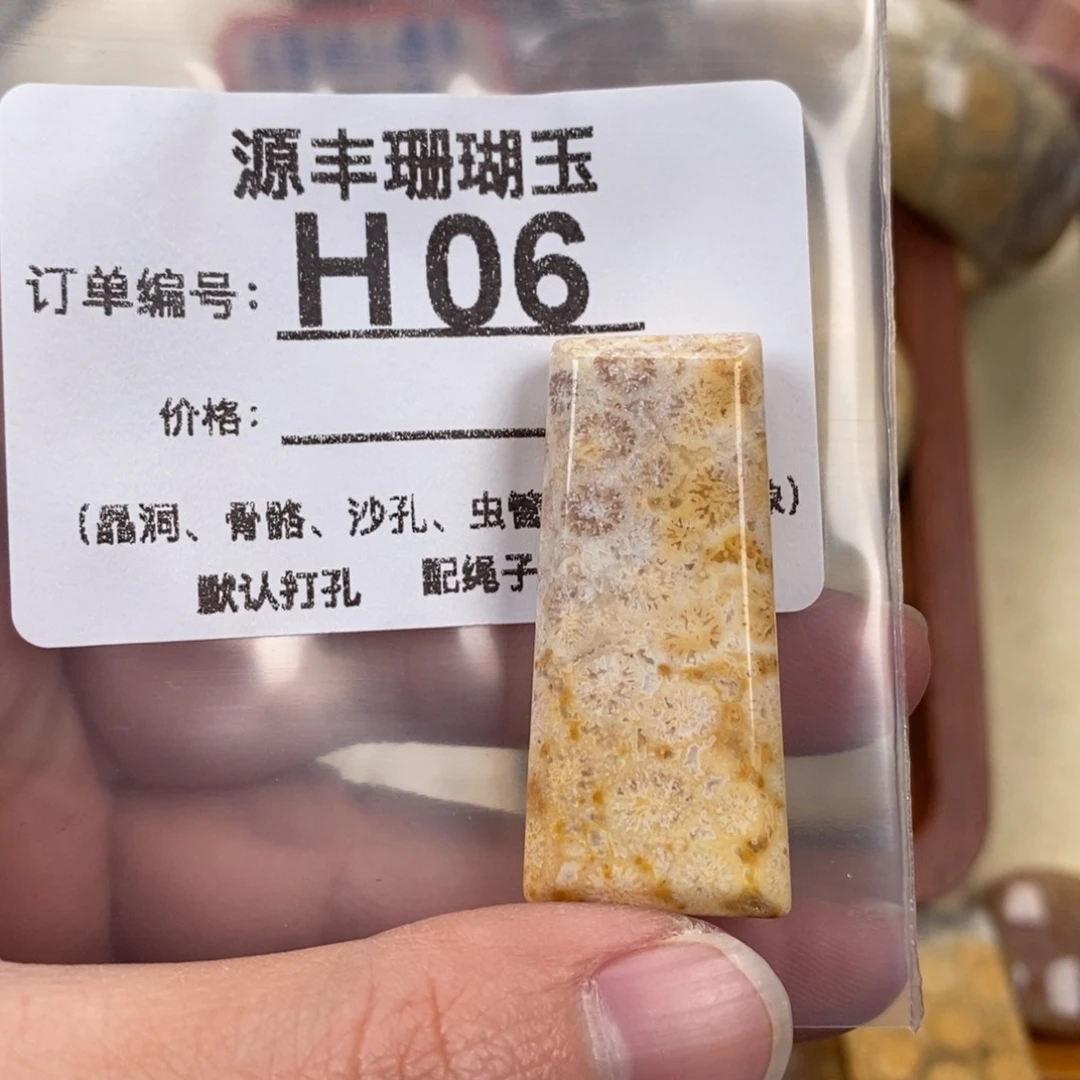 源丰珊瑚玉
订单编号: H06
价格:
(晶洞、骨骼、沙孔、虫
默认打孔 配绳子